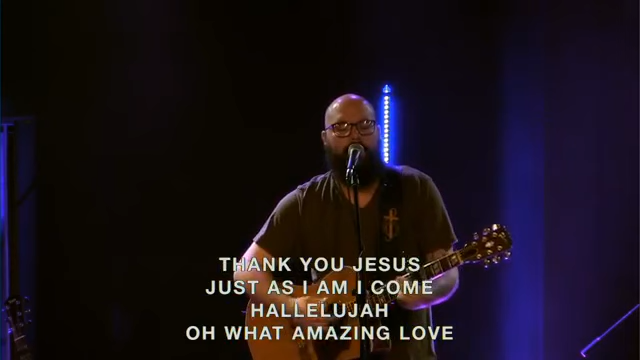 THANK YOU JESUS
JUST AS I AM I COME
HALLELUJAH
OH WHAT AMAZING LOVE